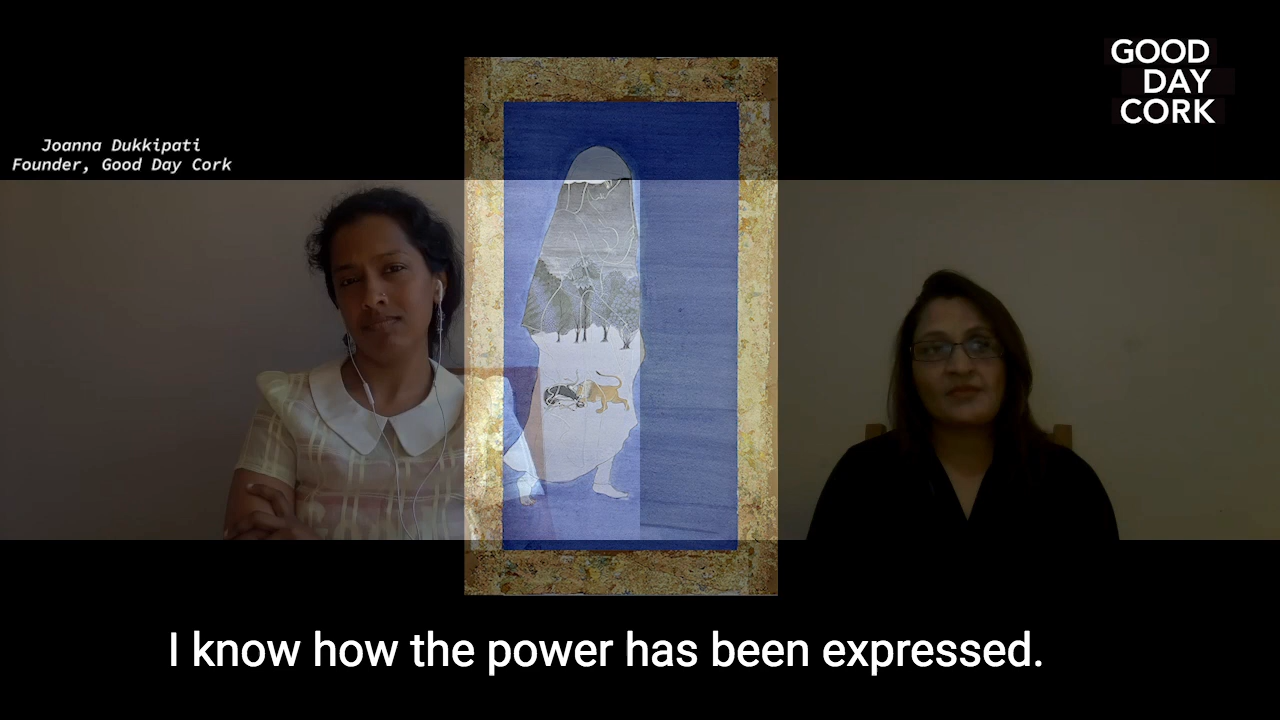 GOOD
DAY
CORK
Joanna Dukkipati
Founder, Good Day Cork
I know how the power has been expressed.